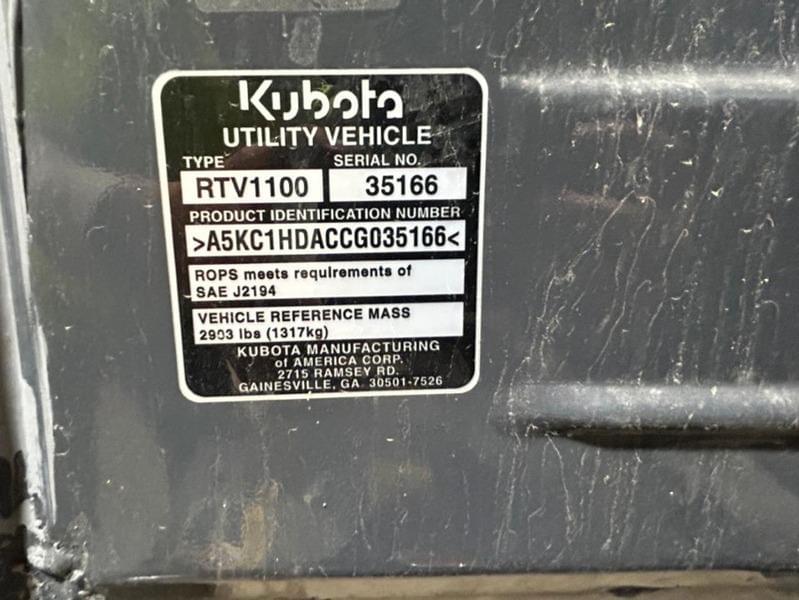 Kubota
UTILITY VEHICLE
TYPE SERIAL NO.
RTV1100 35166
PRODUCT IDENTIFICATION NUMBER
>A5KC1HDACCG035166<
ROPS meets requirements of
SAE J2194
VEHICLE REFERENCE MASS
2903 lbs (1317kg)
KUBOTA MANUFACTURING
of AMERICA CORP.
2715 RAMSEY RD.
GAINESVILLE, GA. 30501-7526